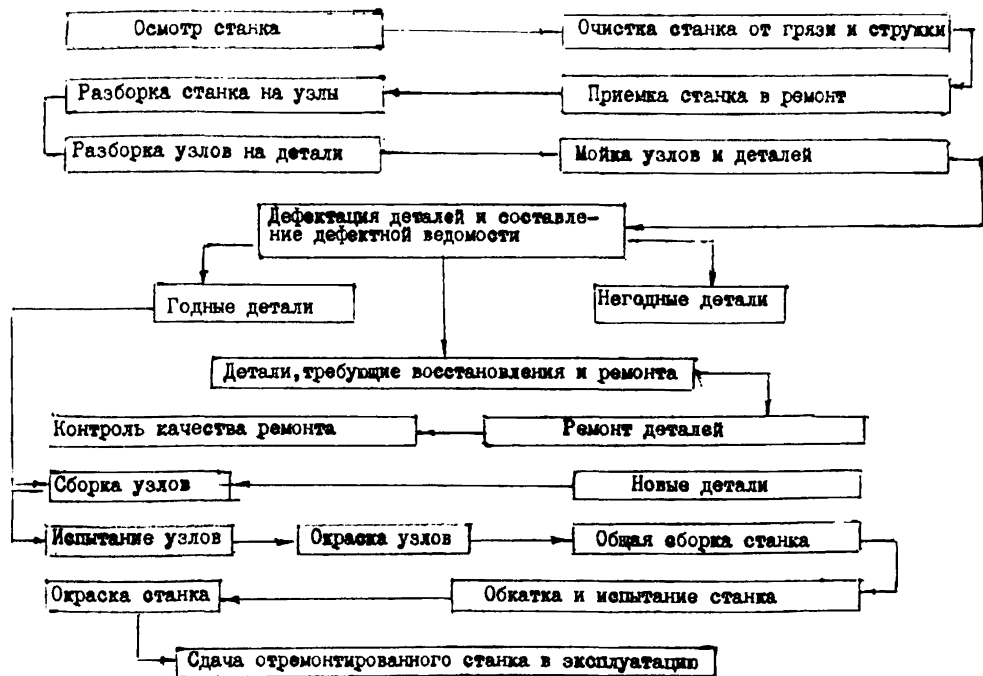 Осмотр станка
Очистка станка от грязи и стружки
Разборка станка на узлы
Приемка станка в ремонт
Разборка узлов на детали
Мойка узлов и деталей
Дефектация деталей и составле-
ние дефектной ведомости
Годные детали
Негодные детали
Детали, требующие восстановления и ремонта
Контроль качества ремонта
Ремонт деталей
Сборка узлов
Новые детали
Испытание узлов
Окраска узлов
Общая сборка станка
Окраска станка
Обкатка и испытание станка
Сдача отремонтированного станка в эксплуатацию